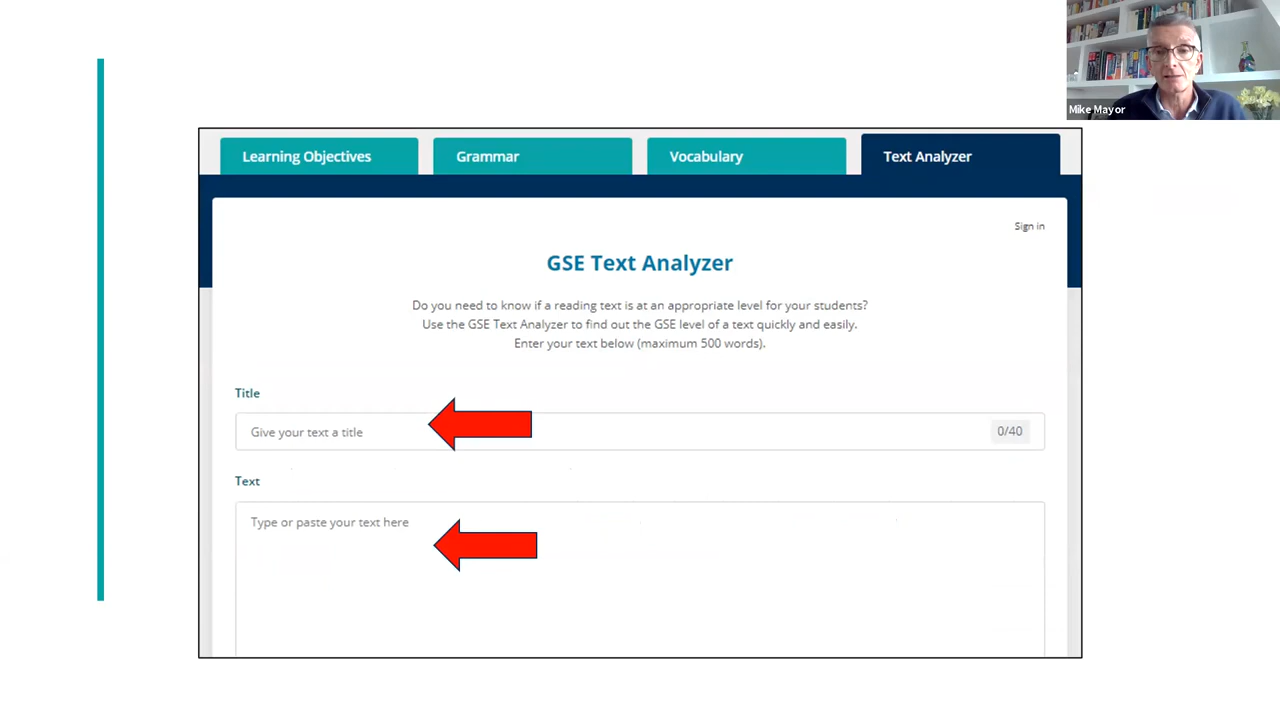 Mike Mayor
Learning Objectives
Grammar
Vocabulary
Text Analyzer
Sign in
GSE Text Analyzer
Do you need to know if a reading text is at an appropriate level for your students?
Use the GSE Text Analyzer to find out the GSE level of a text quickly and easily.
Enter your text below (maximum 500 words).
Title
Give your text a title
0/40
Text
Type or paste your text here